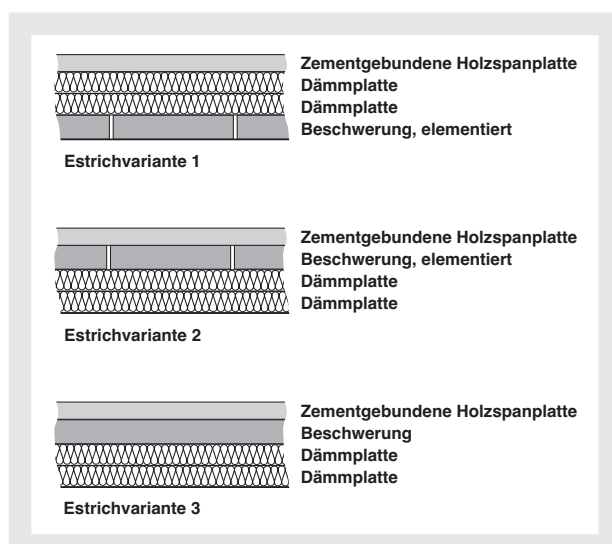 Zementgebundene Holzspanplatte
Dämmplatte
Dämmplatte
Beschwerung, elementiert
Estrichvariante 1
Zementgebundene Holzspanplatte
Beschwerung, elementiert
Dämmplatte
Dämmplatte
Estrichvariante 2
Zementgebundene Holzspanplatte
Beschwerung
Dämmplatte
Dämmplatte
Estrichvariante 3